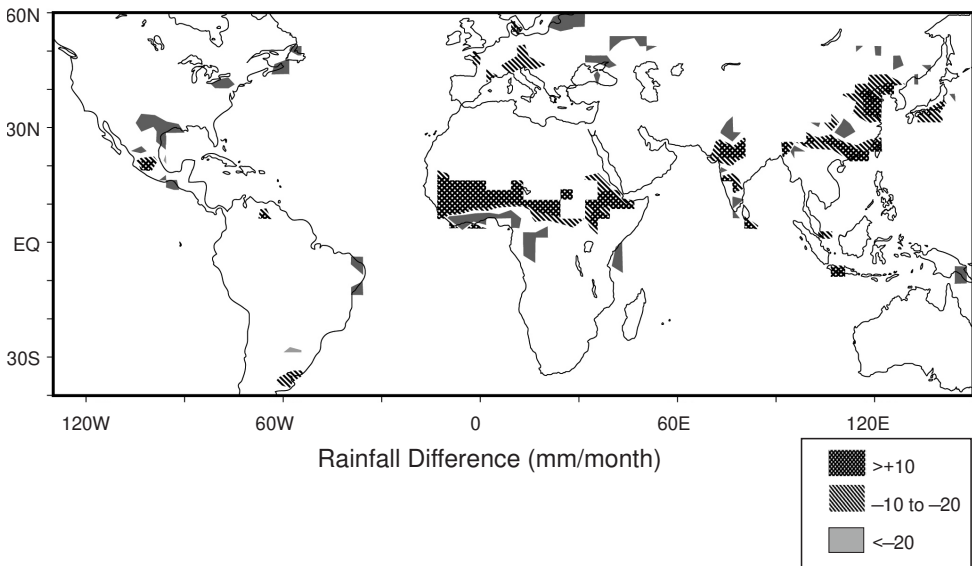 60N
30N
EQ
30S
120W 60W 0 60E 120E
Rainfall Difference (mm/month)
>+10
–10 to –20
<–20